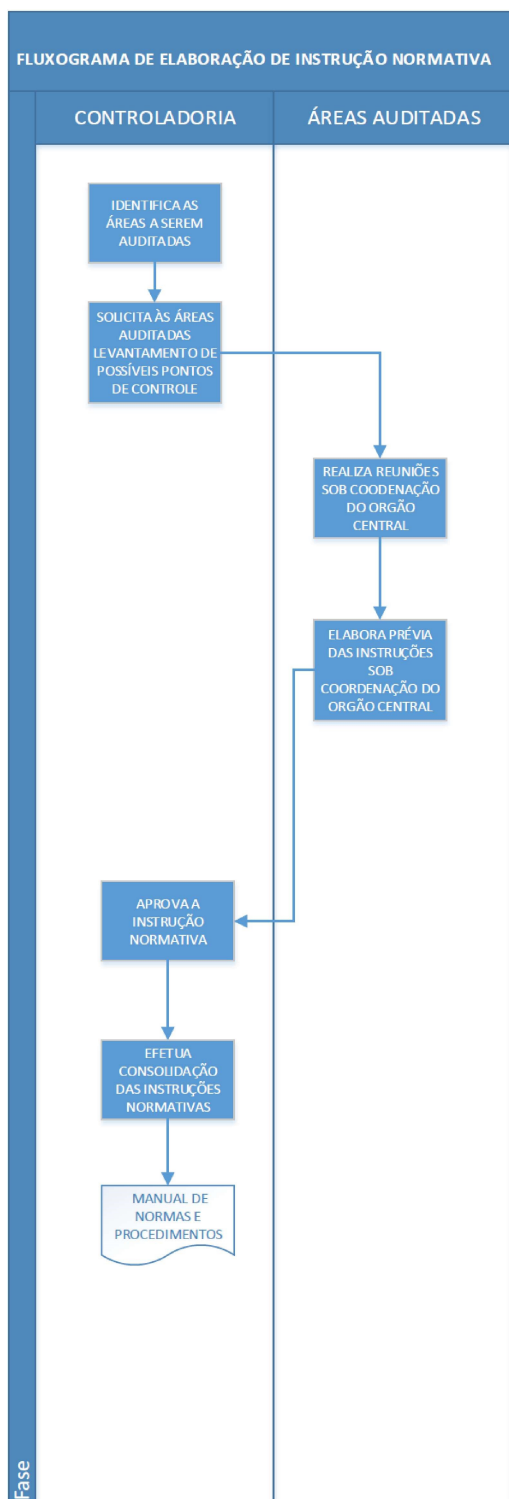 FLUXOGRAMA DE ELABORAÇÃO DE INSTRUÇÃO NORMATIVA
CONTROLADORIA
ÁREAS AUDITADAS
IDENTIFICA AS
ÁREAS A SEREM
AUDITADAS
SOLICITA ÀS ÁREAS
AUDITADAS
LEVANTAMENTO DE
POSSÍVEIS PONTOS
DE CONTROLE
REALIZA REUNIÕES
SOB COODENAÇÃO
DO ORGÃO
CENTRAL
ELABORA PRÉVIA
DAS INSTRUÇÕES
SOB
COORDENAÇÃO DO
ORGÃO CENTRAL
APROVA A
INSTRUÇÃO
NORMATIVA
EFETUA
CONSOLIDAÇÃO
DAS INSTRUÇÕES
NORMATIVAS
MANUAL DE
NORMAS E
PROCEDIMENTOS
Fase